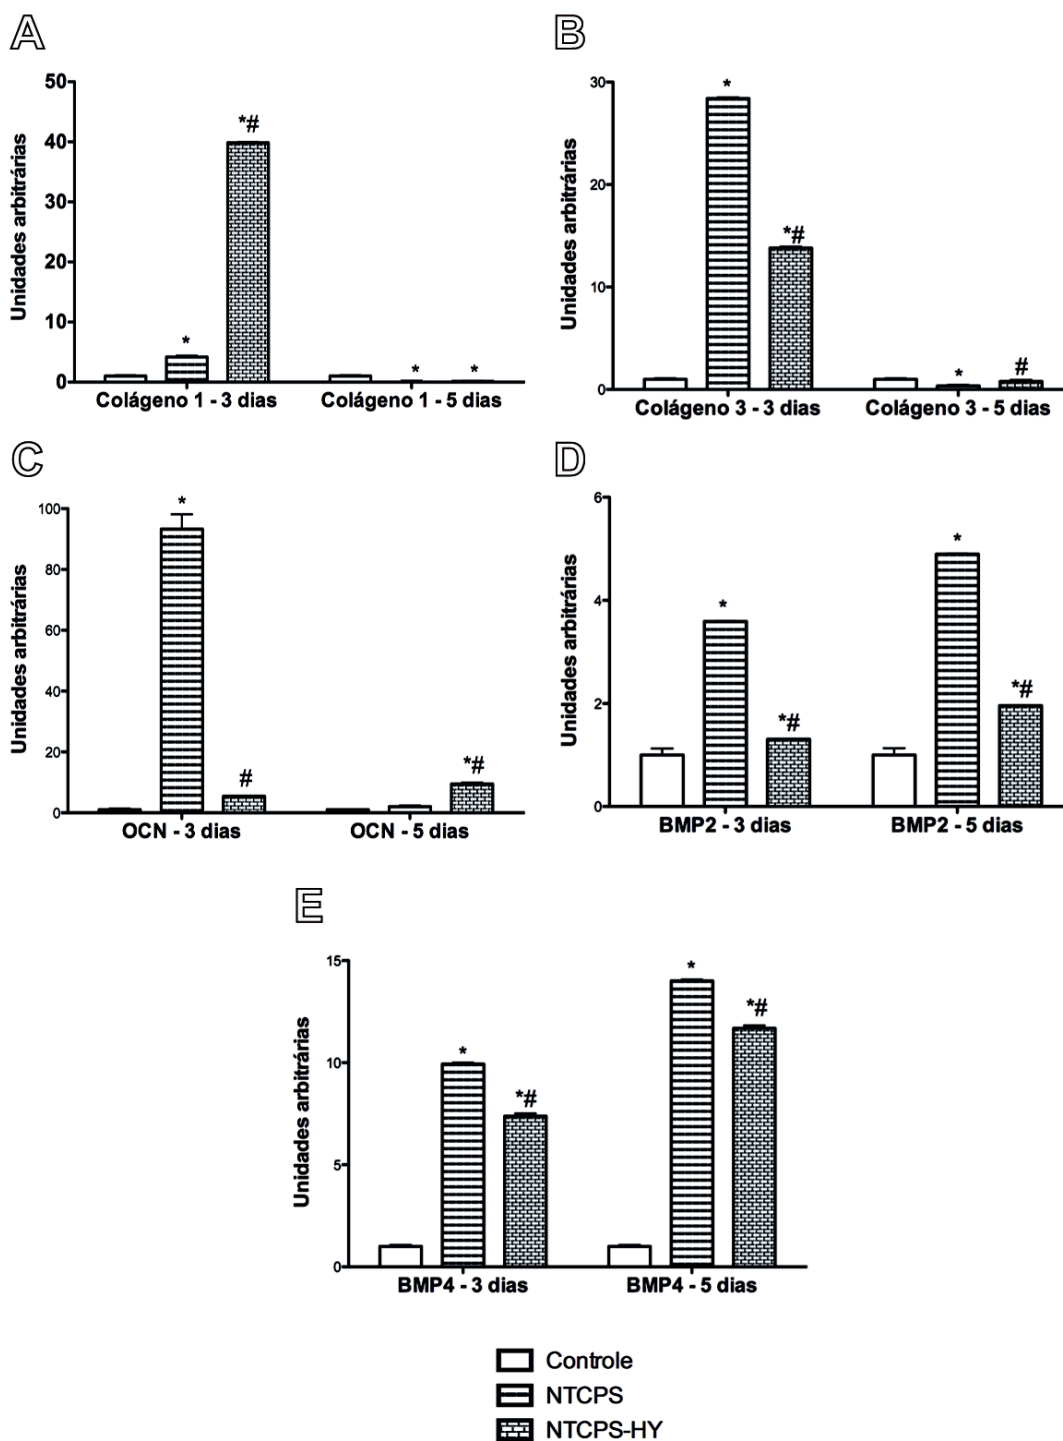 A
Unidades arbitrárias
50
40
30
20
10
0
*
*#
*
*
Colágeno 1 - 3 dias
Colágeno 1 - 5 dias
B
Unidades arbitrárias
30
20
10
0
*
*#
*
#
Colágeno 3 - 3 dias
Colágeno 3 - 5 dias
C
Unidades arbitrárias
100
80
60
40
20
0
*
#
*#
OCN - 3 dias
OCN - 5 dias
D
Unidades arbitrárias
6
4
2
0
*
*#
*
*#
BMP2 - 3 dias
BMP2 - 5 dias
E
Unidades arbitrárias
15
10
5
0
*
*#
*
*#
BMP4 - 3 dias
BMP4 - 5 dias
Controle
NTCPS
NTCPS-HY